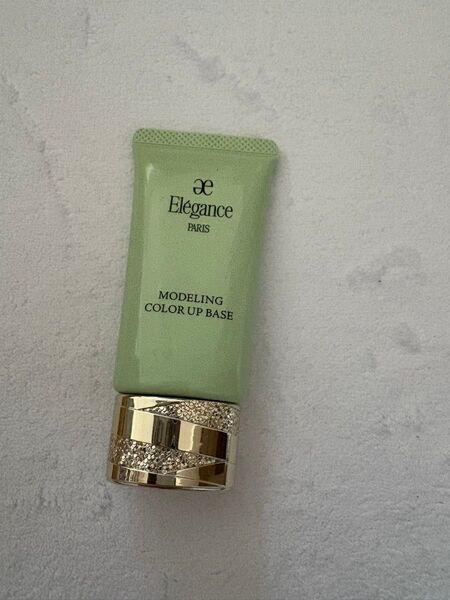 Elégance
PARIS
MODELING
COLOR UP BASE